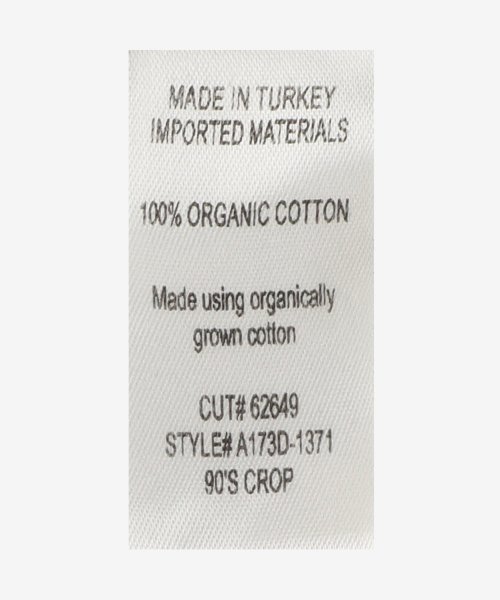 MADE IN TURKEY
IMPORTED MATERIALS
100% ORGANIC COTTON
Made using organically
grown cotton
CUT# 62649
STYLE# A173D-1371
90'S CROP